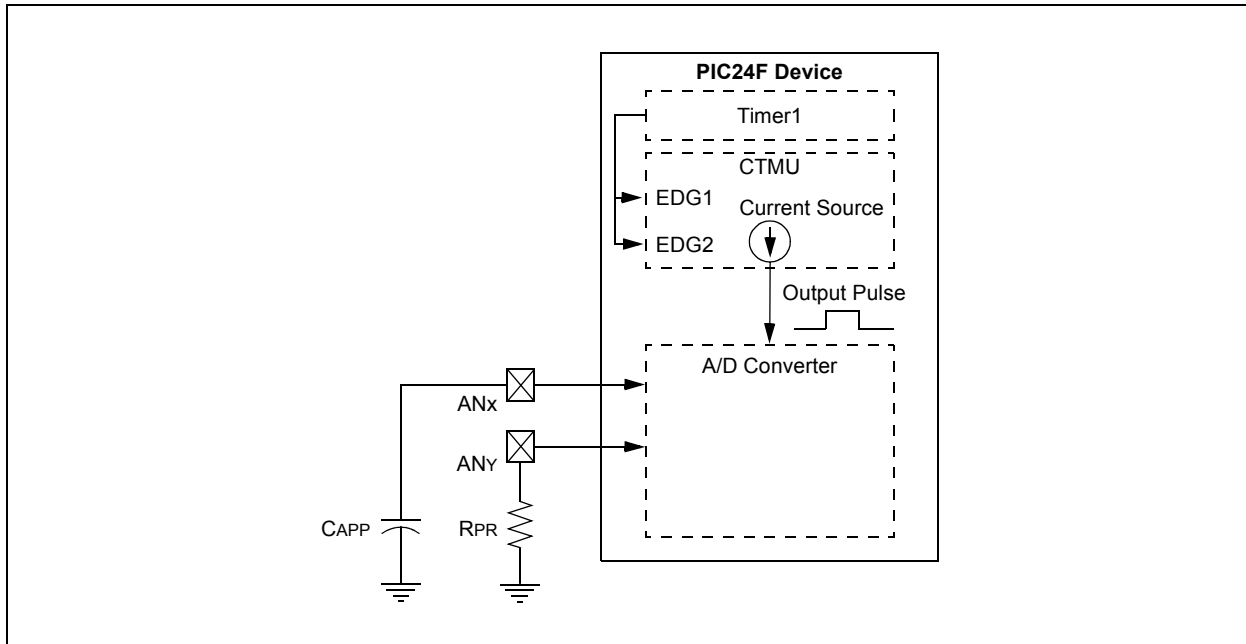 PIC24F Device
Timer1
CTMU
EDG1
Current Source
EDG2
Output Pulse
A/D Converter
ANx
ANY
CAPP
RPR